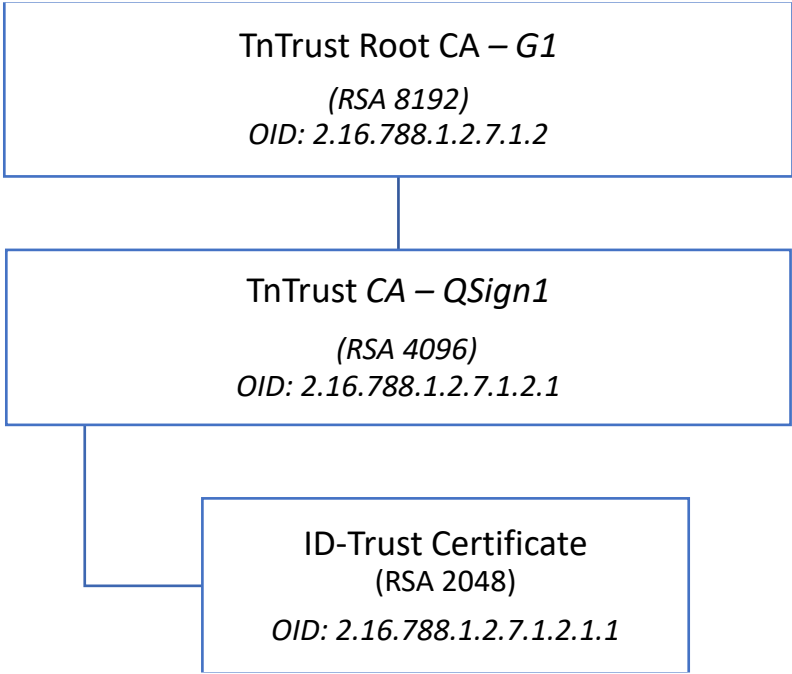 TnTrust Root CA – G1
(RSA 8192)
OID: 2.16.788.1.2.7.1.2
TnTrust CA – QSign1
(RSA 4096)
OID: 2.16.788.1.2.7.1.2.1
ID-Trust Certificate
(RSA 2048)
OID: 2.16.788.1.2.7.1.2.1.1